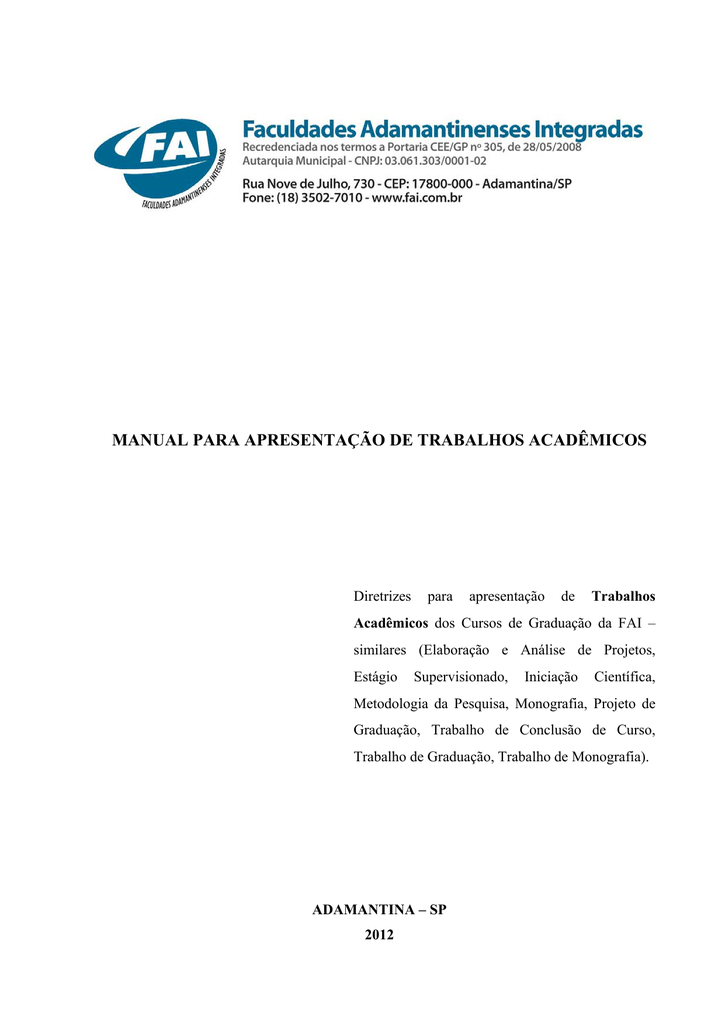 FAI
FACULDADES ADAMANTINENSES INTEGRADAS
Faculdades Adamantinenses Integradas
Recredenciada nos termos a Portaria CEE/GP nº 305, de 28/05/2008
Autarquia Municipal - CNPJ: 03.061.303/0001-02
Rua Nove de Julho, 730 - CEP: 17800-000 - Adamantina/SP
Fone: (18) 3502-7010 - www.fai.com.br
MANUAL PARA APRESENTAÇÃO DE TRABALHOS ACADÊMICOS
Diretrizes para apresentação de Trabalhos
Acadêmicos dos Cursos de Graduação da FAI –
similares (Elaboração e Análise de Projetos,
Estágio Supervisionado, Iniciação Científica,
Metodologia da Pesquisa, Monografia, Projeto de
Graduação, Trabalho de Conclusão de Curso,
Trabalho de Graduação, Trabalho de Monografia).
ADAMANTINA – SP
2012